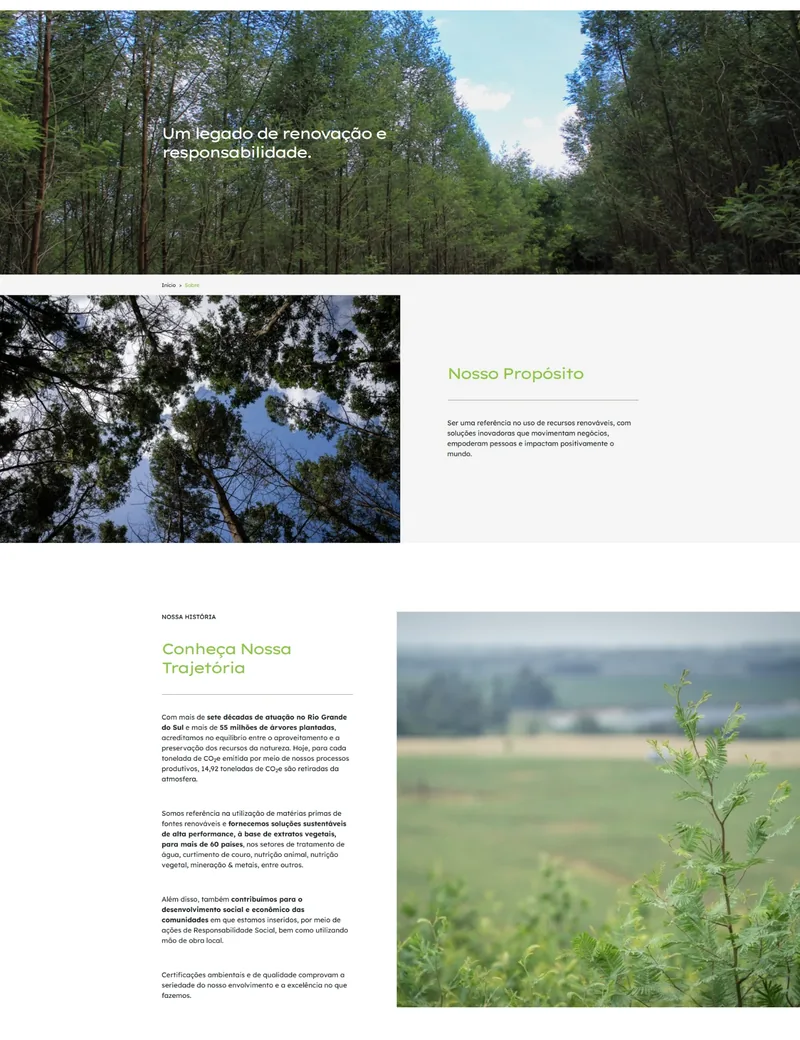 Um legado de renovação e
responsabilidade.
Início » Sobre
Nosso Propósito
Ser uma referência no uso de recursos renováveis, com
soluções inovadoras que movimentam negócios,
empoderam pessoas e impactam positivamente o
mundo.
NOSSA HISTÓRIA
Conheça Nossa
Trajetória
Com mais de sete décadas de atuação no Rio Grande
do Sul e mais de 55 milhões de árvores plantadas,
acreditamos no equilíbrio entre o aproveitamento e a
preservação dos recursos da natureza. Hoje, para cada
tonelada de CO₂e emitida por meio de nossos processos
produtivos, 14,92 toneladas de CO₂e são retiradas da
atmosfera.
Somos referência na utilização de matérias primas de
fontes renováveis e fornecemos soluções sustentáveis
de alta performance, à base de extratos vegetais,
para mais de 60 países, nos setores de tratamento de
água, curtimento de couro, nutrição animal, nutrição
vegetal, mineração & metais, entre outros.
Além disso, também contribuímos para o
desenvolvimento social e econômico das
comunidades em que estamos inseridos, por meio de
ações de Responsabilidade Social, bem como utilizando
mão de obra local.
Certificações ambientais e de qualidade comprovam a
seriedade do nosso envolvimento e a excelência no que
fazemos.